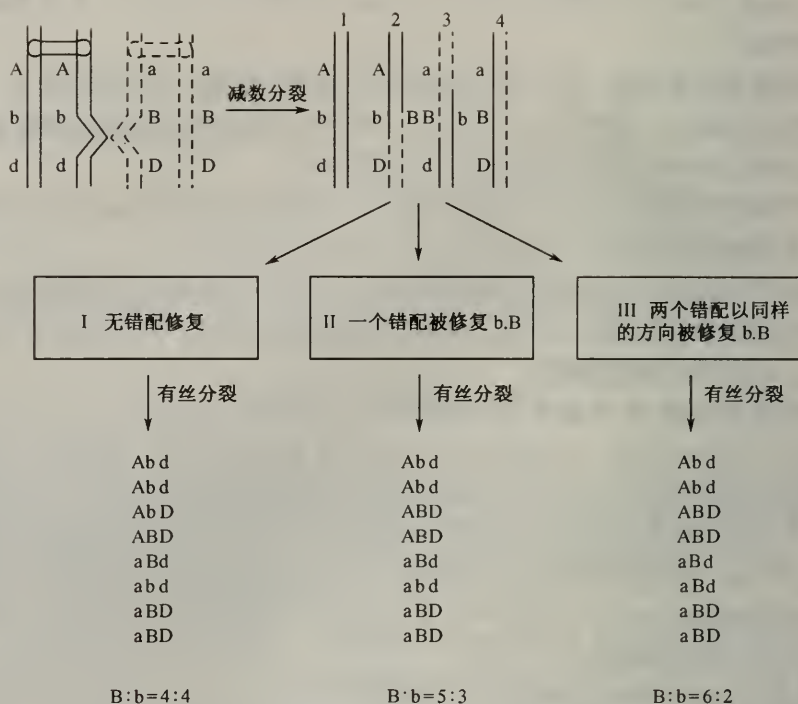 1 2 3 4
A A a a A A a a
减数分裂
b b B B b b B B b B
d d D D d D d D
I 无错配修复
II 一个错配被修复 b.B
III 两个错配以同样
的方向被修复 b.B
有丝分裂 有丝分裂 有丝分裂
Abd Abd Abd
Abd Abd Abd
AbD ABD ABD
ABD ABD ABD
aBd aBd aBd
abd abd aBd
aBD aBD aBD
aBD aBD aBD
B:b=4:4 B:b=5:3 B:b=6:2